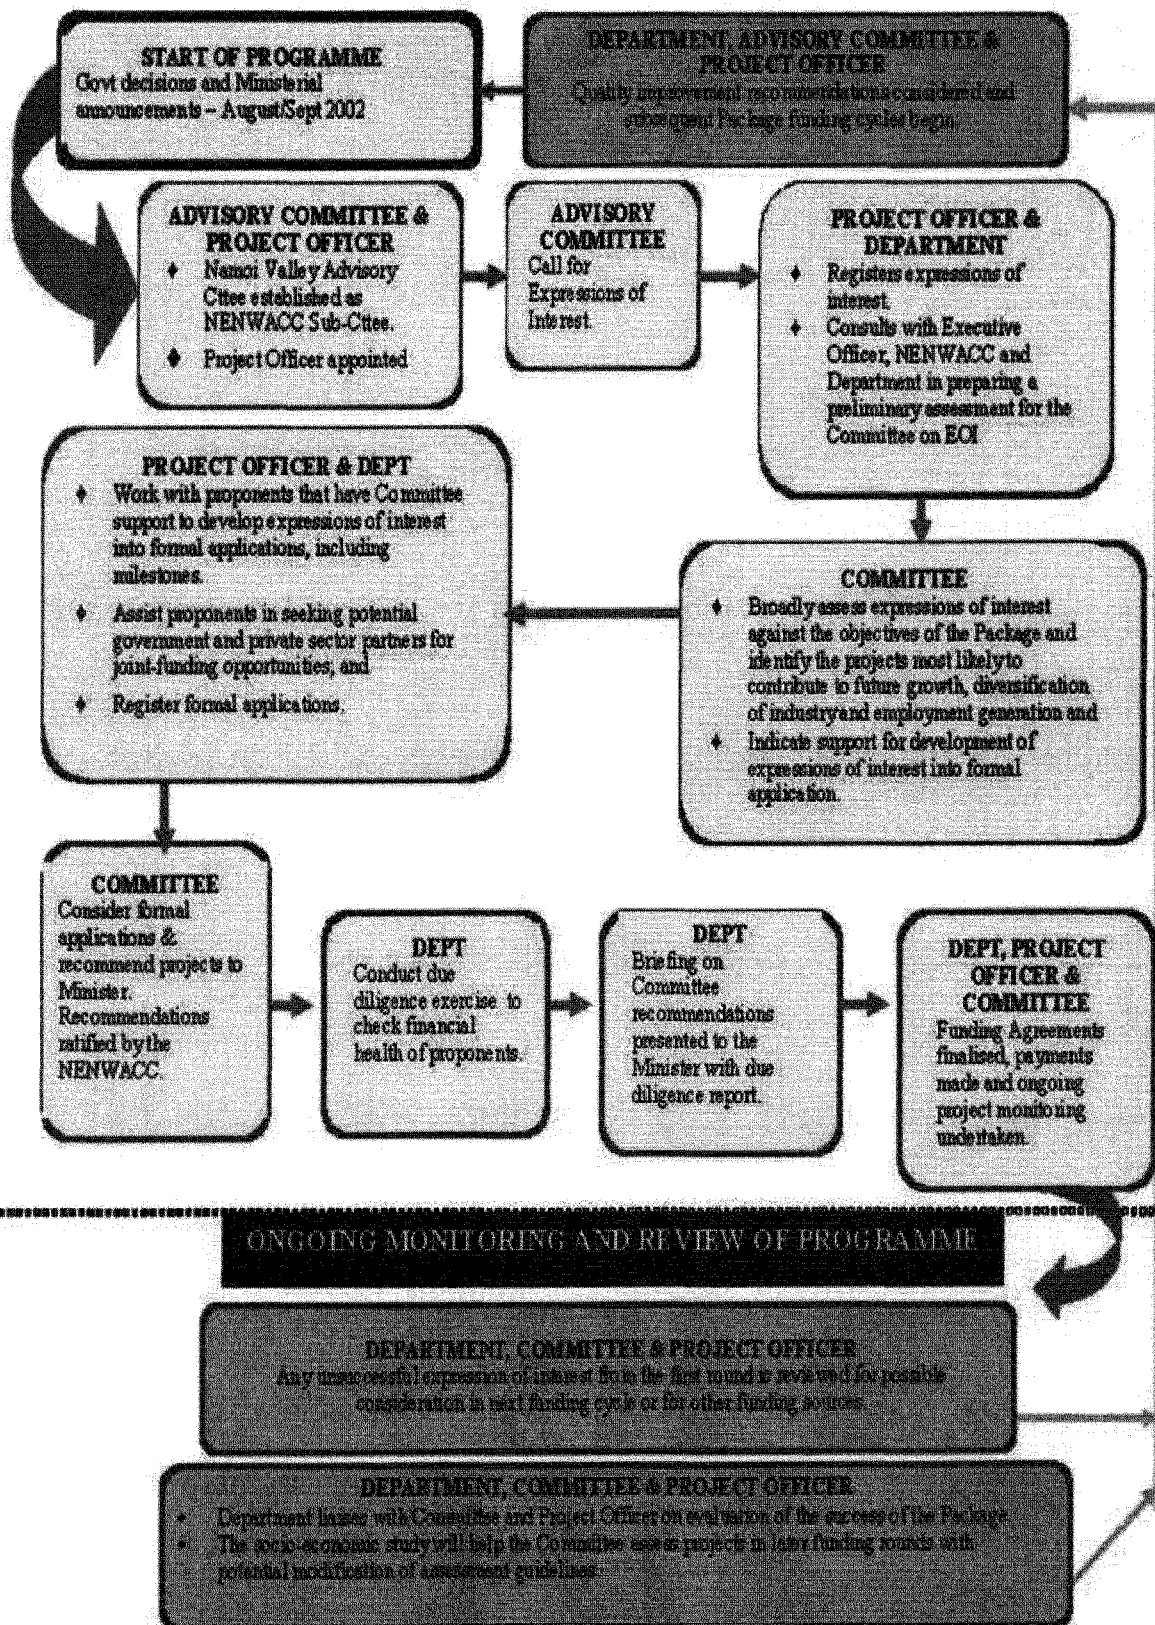 START OF PROGRAMME
Govt decisions and Ministerial
announcements – August/Sept 2002
DEPARTMENT, ADVISORY COMMITTEE &
PROJECT OFFICER
Quality improvement recommendations considered and
subsequent Package funding cycles begin.
ADVISORY COMMITTEE &
PROJECT OFFICER
♦ Namoi Valley Advisory
Cttee established as
NENWACC Sub-Cttee.
♦ Project Officer appointed
ADVISORY
COMMITTEE
Call for
Expressions of
Interest.
PROJECT OFFICER &
DEPARTMENT
♦ Registers expressions of
interest.
♦ Consults with Executive
Officer, NENWACC and
Department in preparing a
preliminary assessment for the
Committee on EOI
COMMITTEE
♦ Broadly assess expressions of interest
against the objectives of the Package and
identify the projects most likely to
contribute to future growth, diversification
of industry and employment generation and
♦ Indicate support for development of
expressions of interest into formal
application.
PROJECT OFFICER & DEPT
♦ Work with proponents that have Committee
support to develop expressions of interest
into formal applications, including
milestones.
♦ Assist proponents in seeking potential
government and private sector partners for
joint-funding opportunities; and
♦ Register formal applications.
COMMITTEE
Consider formal
applications &
recommend projects to
Minister.
Recommendations
ratified by the
NENWACC.
DEPT
Conduct due
diligence exercise to
check financial
health of proponents.
DEPT
Briefing on
Committee
recommendations
presented to the
Minister with due
diligence report.
DEPT, PROJECT
OFFICER &
COMMITTEE
Funding Agreements
finalised, payments
made and ongoing
project monitoring
undertaken.
ONGOING MONITORING AND REVIEW OF PROGRAMME
DEPARTMENT, COMMITTEE & PROJECT OFFICER
Any unsuccessful expression of interest from the first round is reviewed for possible
consideration in next funding cycle or for other funding sources.
DEPARTMENT, COMMITTEE & PROJECT OFFICER
• Department liaises with Committee and Project Officer on evaluation of the success of the Package
• The socio-economic study will help the Committee assess projects in later funding rounds with
potential modification of assessment guidelines